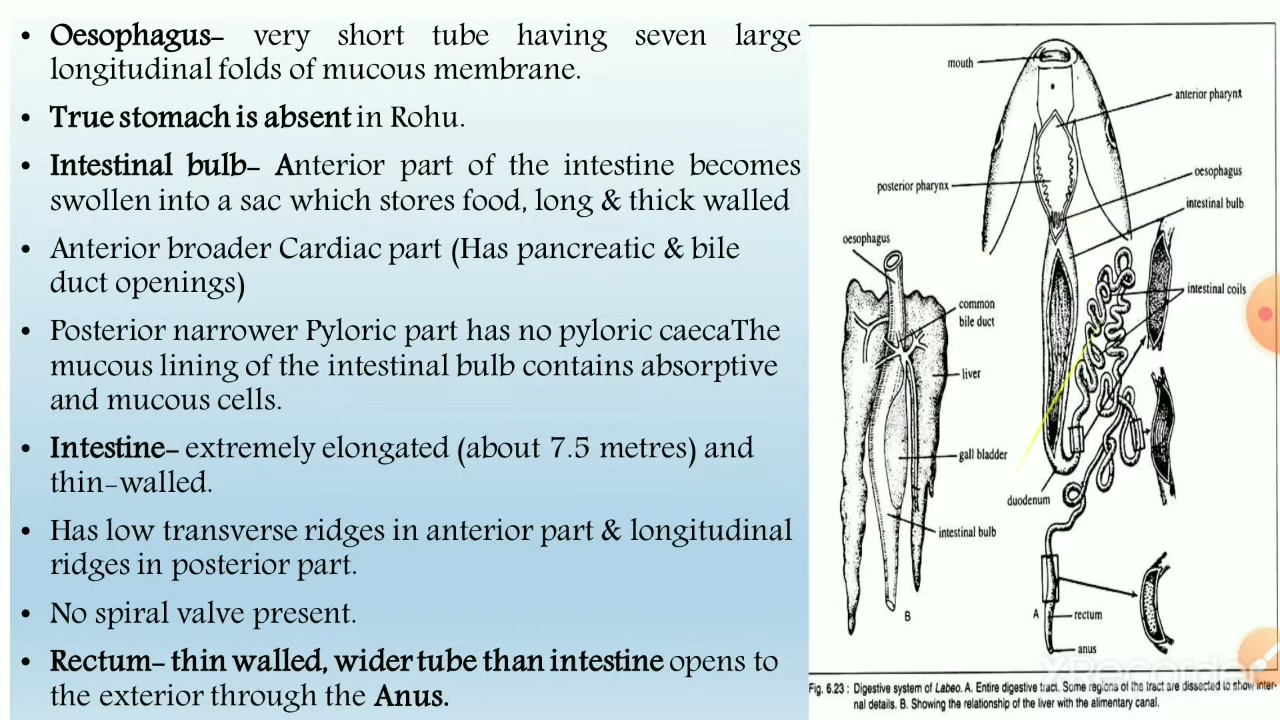 • Oesophagus- very short tube having seven large
longitudinal folds of mucous membrane.
• True stomach is absent in Rohu.
• Intestinal bulb- Anterior part of the intestine becomes
swollen into a sac which stores food, long & thick walled
• Anterior broader Cardiac part (Has pancreatic & bile
duct openings)
• Posterior narrower Pyloric part has no pyloric caecaThe
mucous lining of the intestinal bulb contains absorptive
and mucous cells.
• Intestine- extremely elongated (about 7.5 metres) and
thin-walled.
• Has low transverse ridges in anterior part & longitudinal
ridges in posterior part.
• No spiral valve present.
• Rectum- thin walled, wider tube than intestine opens to
the exterior through the Anus.
mouth
anterior pharynx
posterior pharynx
oesophagus
intestinal bulb
oesophagus
intestinal coils
common
bile duct
liver
gall bladder
duodenum
intestinal bulb
B
A
rectum
anus
XRecorder
Fig. 6.23 : Digestive system of Labeo. A. Entire digestive tract. Some regions of the tract are dissected to show inter-
nal details. B. Showing the relationship of the liver with the alimentary canal.